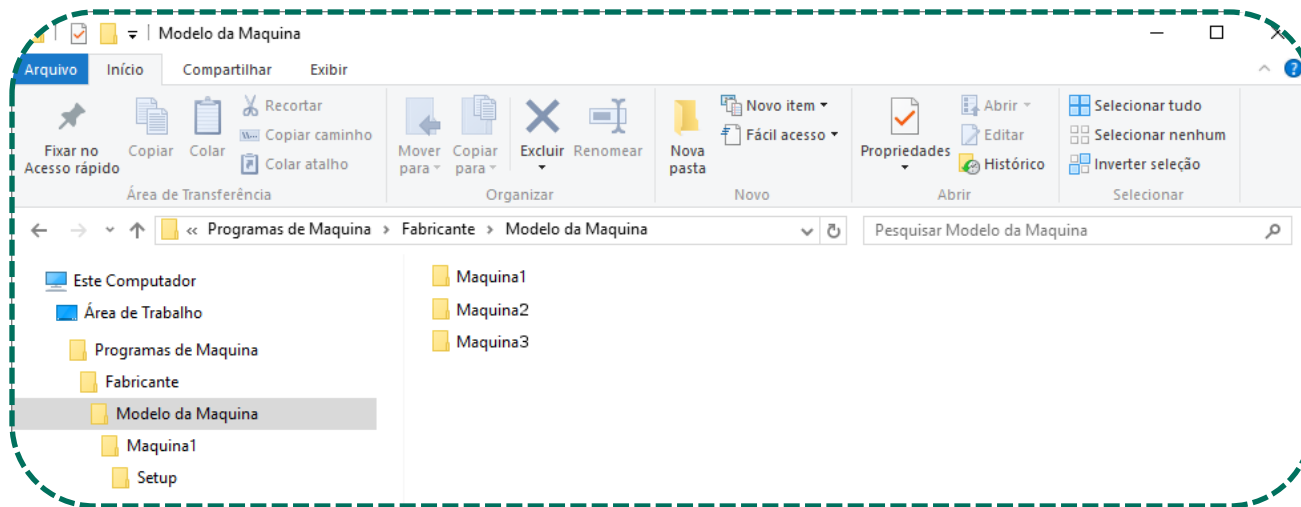 Modelo da Maquina
Arquivo Início Compartilhar Exibir
Fixar no Acesso rápido
Copiar
Colar
Recortar
Copiar caminho
Colar atalho
Área de Transferência
Mover para
Copiar para
Excluir
Renomear
Organizar
Nova pasta
Novo item
Fácil acesso
Novo
Propriedades
Abrir
Editar
Histórico
Abrir
Selecionar tudo
Selecionar nenhum
Inverter seleção
Selecionar
« Programas de Maquina › Fabricante › Modelo da Maquina
Pesquisar Modelo da Maquina
Este Computador
Área de Trabalho
Programas de Maquina
Fabricante
Modelo da Maquina
Maquina1
Setup
Maquina1
Maquina2
Maquina3